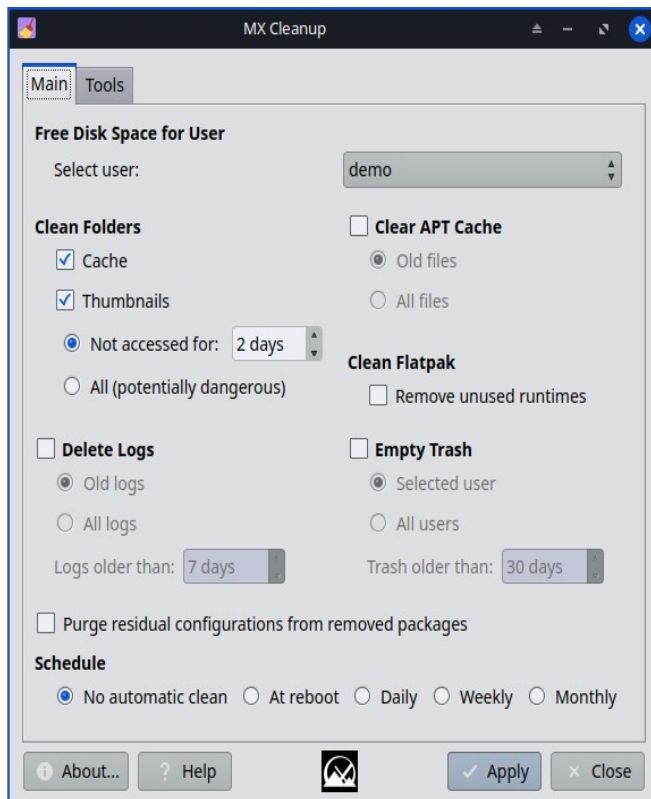 MX Cleanup
Main
Tools
Free Disk Space for User
Select user:
demo
Clean Folders
Cache
Thumbnails
Not accessed for:
2 days
All (potentially dangerous)
Clear APT Cache
Old files
All files
Clean Flatpak
Remove unused runtimes
Delete Logs
Old logs
All logs
Logs older than:
7 days
Empty Trash
Selected user
All users
Trash older than:
30 days
Purge residual configurations from removed packages
Schedule
No automatic clean
At reboot
Daily
Weekly
Monthly
About...
Help
Apply
Close